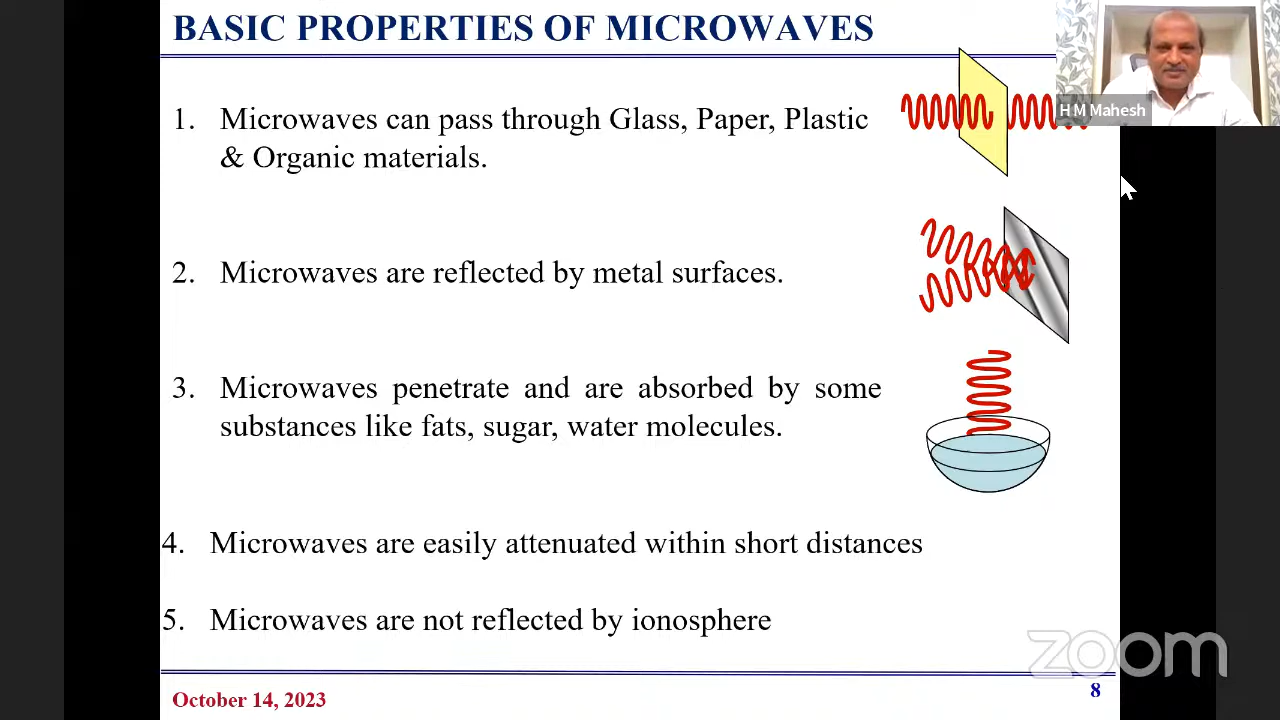 BASIC PROPERTIES OF MICROWAVES
H M Mahesh
1. Microwaves can pass through Glass, Paper, Plastic
& Organic materials.
2. Microwaves are reflected by metal surfaces.
3. Microwaves penetrate and are absorbed by some
substances like fats, sugar, water molecules.
4. Microwaves are easily attenuated within short distances
5. Microwaves are not reflected by ionosphere
zoom
October 14, 2023
8